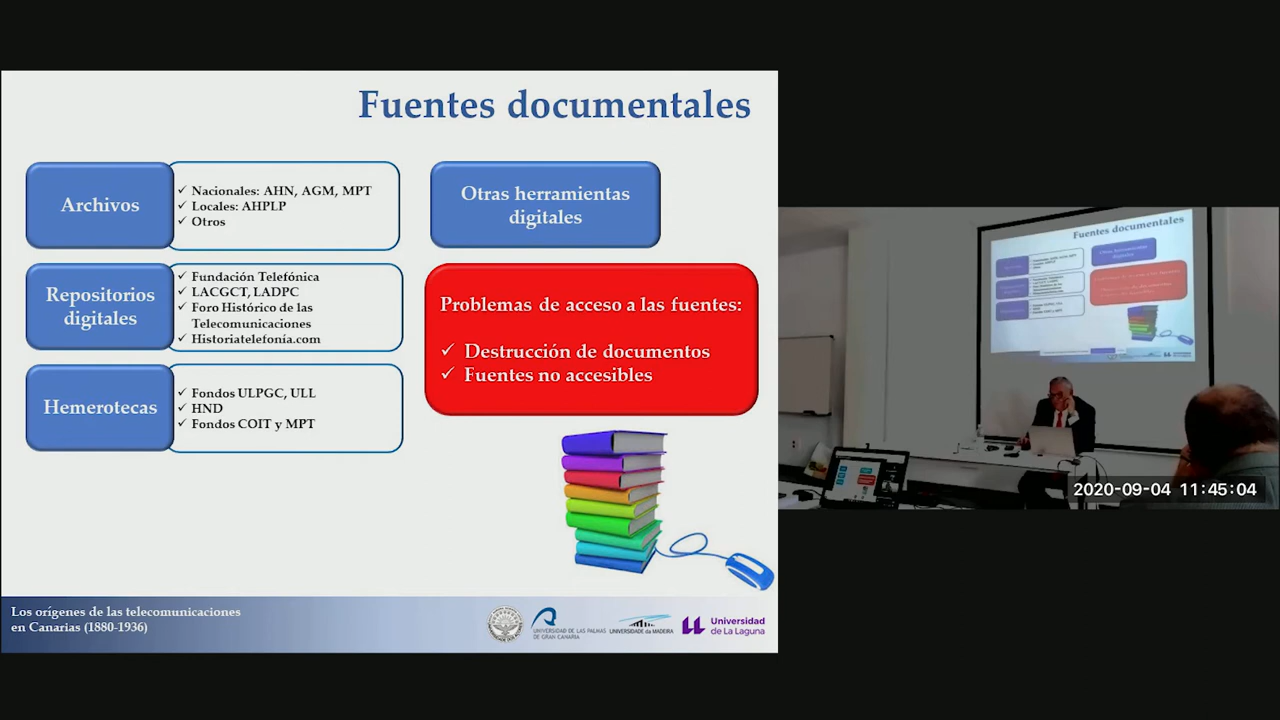 Fuentes documentales
Archivos
✓ Nacionales: AHN, AGM, MPT
✓ Locales: AHPLP
✓ Otros
Repositorios
digitales
✓ Fundación Telefónica
✓ LACGCT, LADPC
✓ Foro Histórico de las
Telecomunicaciones
✓ Historiatelefonía.com
Hemerotecas
✓ Fondos ULPGC, ULL
✓ HND
✓ Fondos COIT y MPT
Otras herramientas
digitales
Problemas de acceso a las fuentes:
✓ Destrucción de documentos
✓ Fuentes no accesibles
Los orígenes de las telecomunicaciones
en Canarias (1880-1936)
UNIVERSIDAD DE LAS PALMAS
DE GRAN CANARIA
UNIVERSIDADE da MADEIRA
Universidad
de La Laguna
Fuentes documentales
2020-09-04 11:45:04